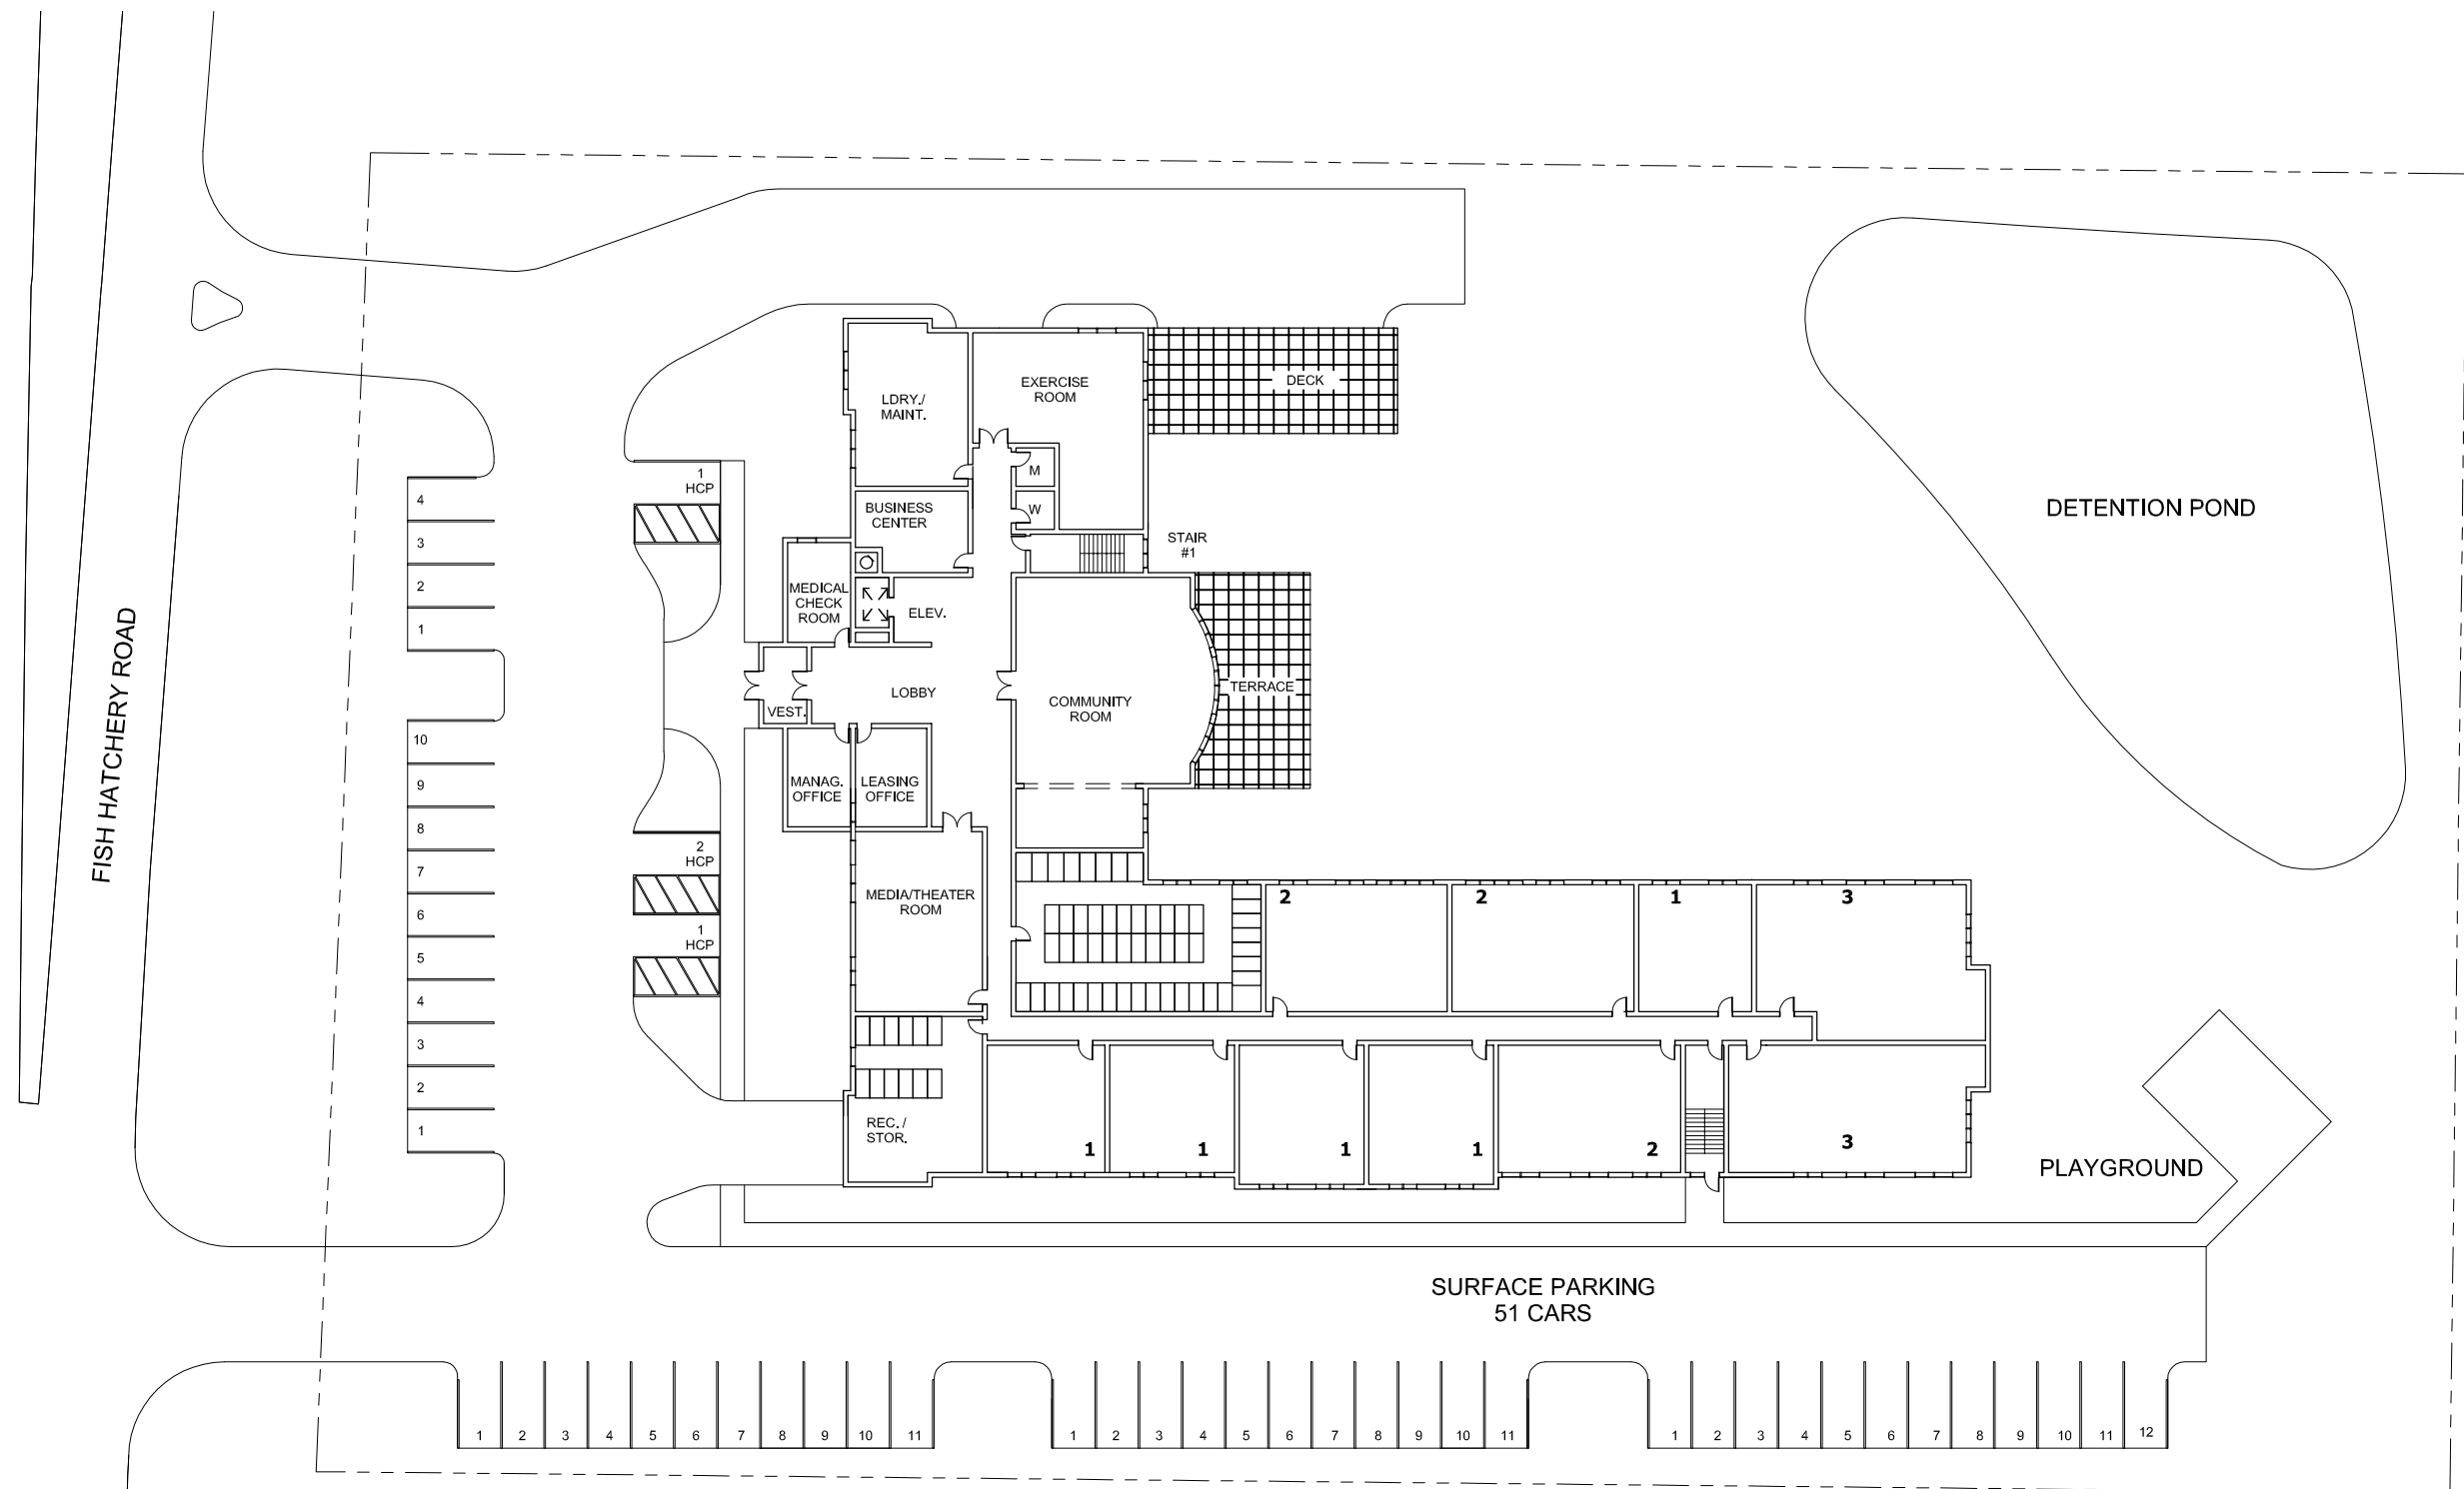 EXERCISE
ROOM
DECK
LDRY./
MAINT.
1
HCP
M
BUSINESS
CENTER
W
DETENTION POND
STAIR
#1
MEDICAL
CHECK
ROOM
ELEV.
4
3
2
1
FISH HATCHERY ROAD
LOBBY
VEST.
COMMUNITY
ROOM
TERRACE
MANAG.
OFFICE
LEASING
OFFICE
10
9
8
7
6
5
4
3
2
1
2
HCP
1
HCP
MEDIA/THEATER
ROOM
2
2
1
3
REC. /
STOR.
1
1
1
1
2
3
PLAYGROUND
SURFACE PARKING
51 CARS
1 2 3 4 5 6 7 8 9 10 11
1 2 3 4 5 6 7 8 9 10 11
1 2 3 4 5 6 7 8 9 10 11 12